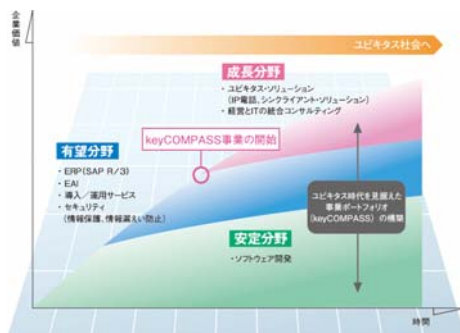 企業価値
ユビキタス社会へ
成長分野
・ユビキタス・ソリューション
(IP電話、シンクライアント・ソリューション)
・経営とITの統合コンサルティング
keyCOMPASS事業の開始
有望分野
・ERP(SAP R/3)
・EAI
・導入/運用サービス
・セキュリティ
(情報保護、情報漏えい防止)
ユビキタス時代を見据えた
事業ポートフォリオ
(keyCOMPASS)の構築
安定分野
・ソフトウェア開発
時間